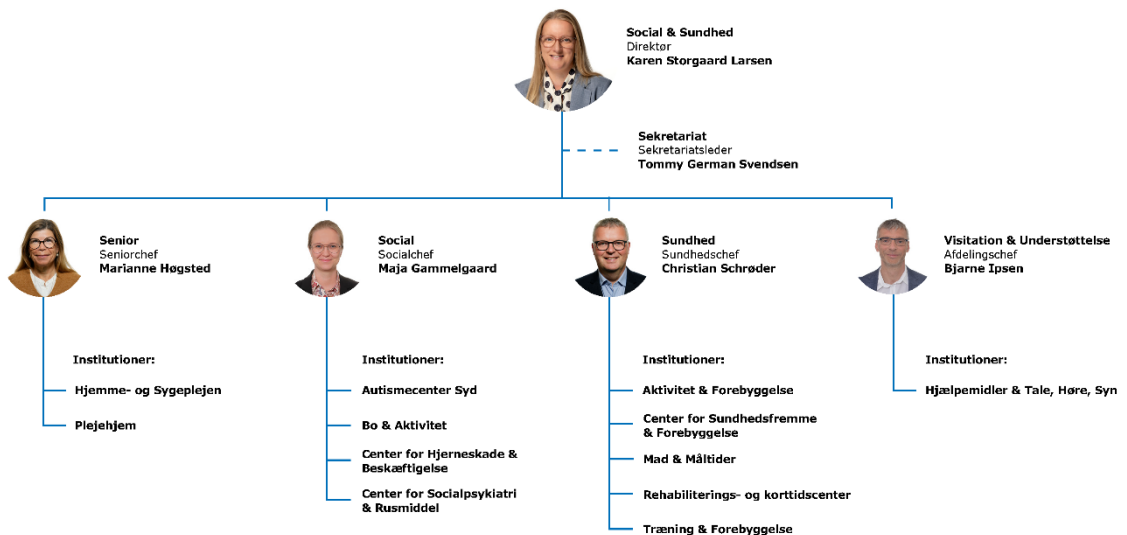 Social & Sundhed
Direktør
Karen Storgaard Larsen
Sekretariat
Sekretariatsleder
Tommy German Svendsen
Senior
Seniorchef
Marianne Høgsted
Social
Socialchef
Maja Gammelgaard
Sundhed
Sundhedschef
Christian Schrøder
Visitation & Understøttelse
Afdelingschef
Bjarne Ipsen
Institutioner:
Hjemme- og Sygeplejen
Plejehjem
Institutioner:
Autismecenter Syd
Bo & Aktivitet
Center for Hjerneskade &
Beskæftigelse
Center for Socialpsykiatri
& Rusmiddel
Institutioner:
Aktivitet & Forebyggelse
Center for Sundhedsfremme
& Forebyggelse
Mad & Måltider
Rehabiliterings- og korttidscenter
Træning & Forebyggelse
Institutioner:
Hjælpemidler & Tale, Høre, Syn